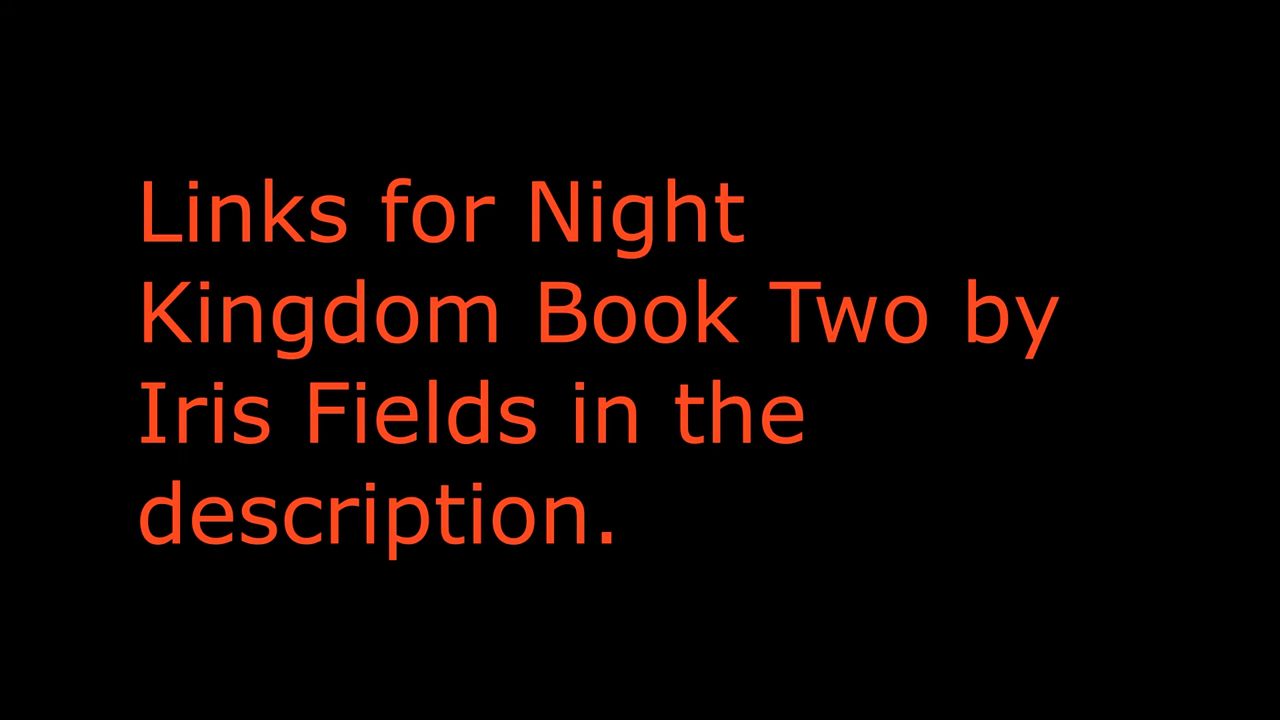 Links for Night
Kingdom Book Two by
Iris Fields in the
description.